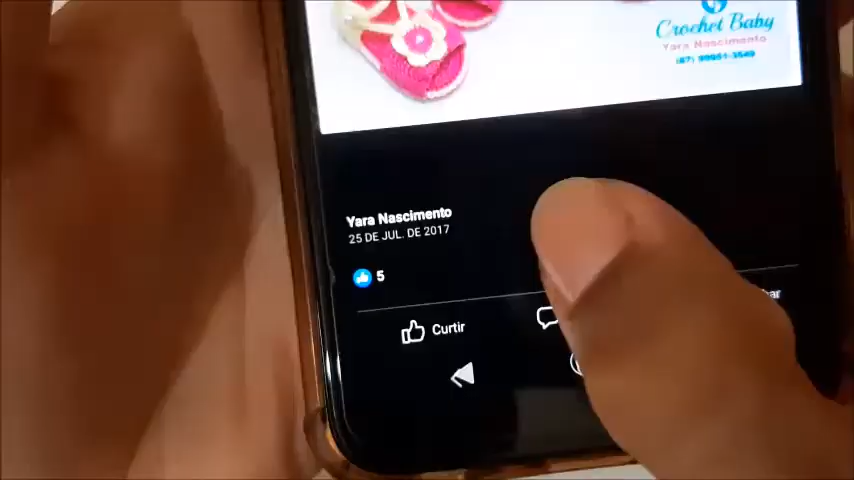 Crochet Baby
Yara Nascimento
Yara Nascimento
25 DE JUL. DE 2017
5
Curtir